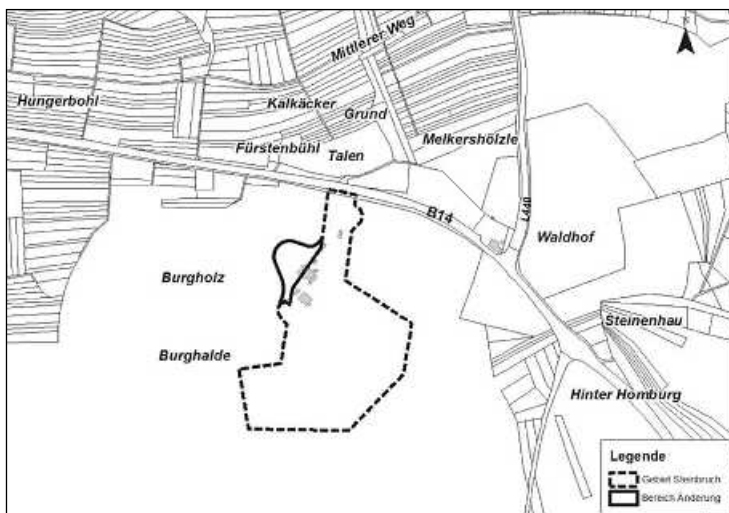 Mittlerer Weg
Hungerbohl
Kalkäcker
Grund
Fürstenbühl
Talen
Melkershölzle
B14
L440
Waldhof
Burgholz
Steinenhau
Burghalde
Hinter Homburg
Legende
Gebiet Steinbruch
Bereich Änderung